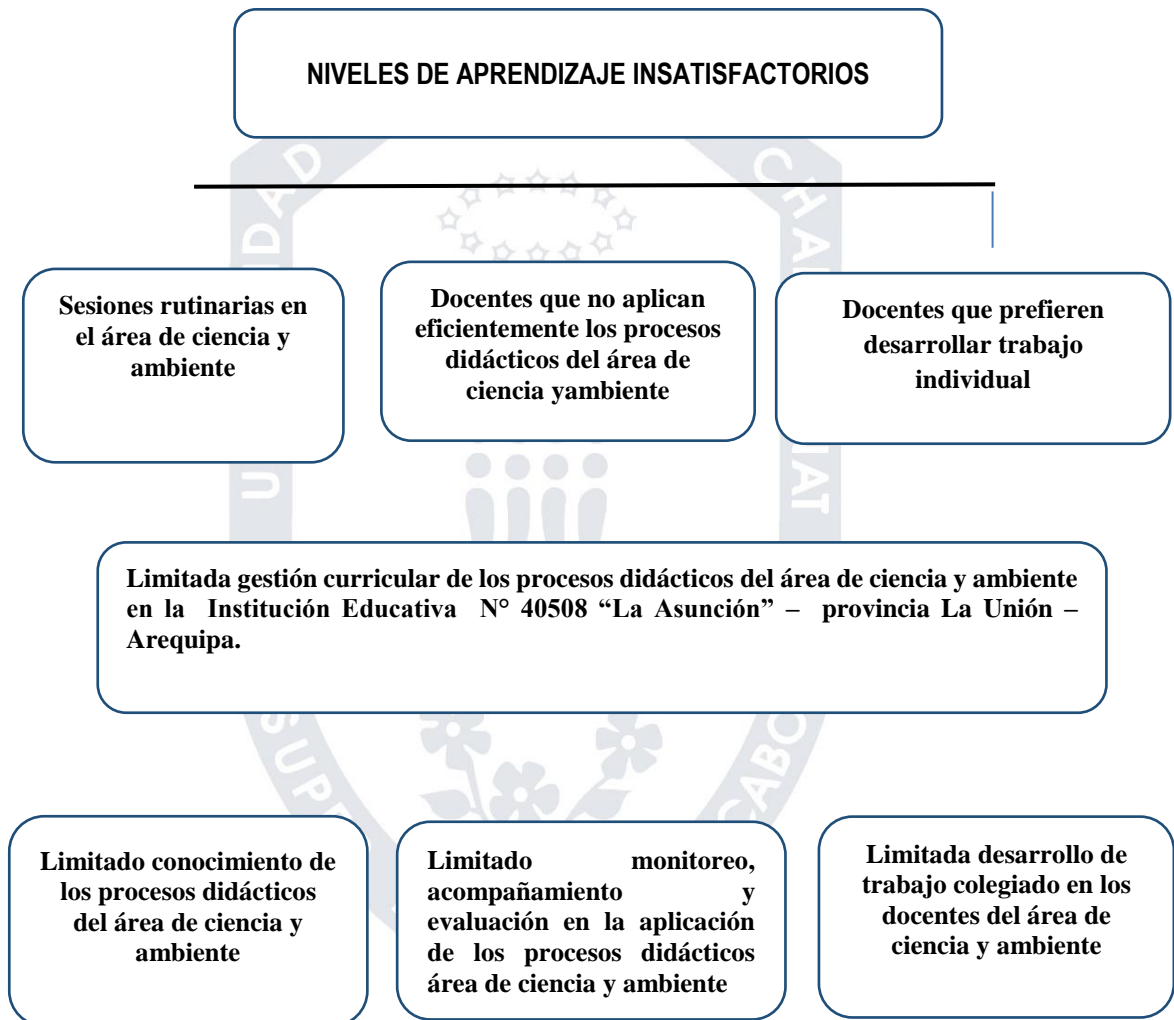 NIVELES DE APRENDIZAJE INSATISFACTORIOS
Sesiones rutinarias en
el área de ciencia y
ambiente
Docentes que no aplican
eficientemente los procesos
didácticos del área de
ciencia yambiente
Docentes que prefieren
desarrollar trabajo
individual
Limitada gestión curricular de los procesos didácticos del área de ciencia y ambiente
en la Institución Educativa N° 40508 “La Asunción” – provincia La Unión –
Arequipa.
Limitado conocimiento de
los procesos didácticos
del área de ciencia y
ambiente
Limitado monitoreo,
acompañamiento y
evaluación en la aplicación
de los procesos didácticos
área de ciencia y ambiente
Limitada desarrollo de
trabajo colegiado en los
docentes del área de
ciencia y ambiente